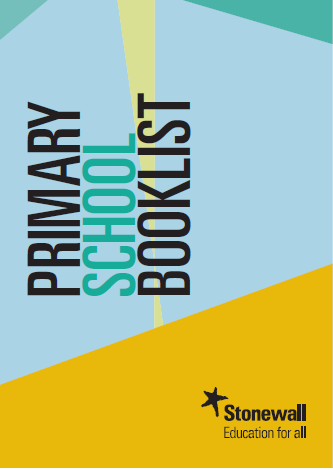 PRIMARY
SCHOOL
BOOKLIST
Stonewall
Education for all